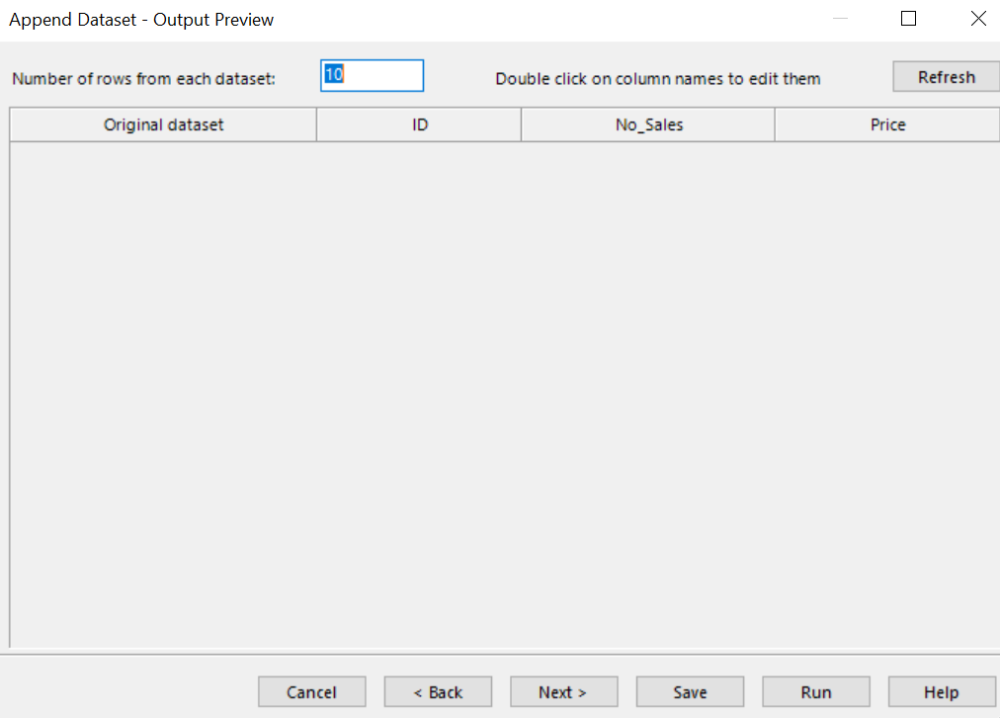 Append Dataset - Output Preview
Number of rows from each dataset: 10 Double click on column names to edit them Refresh
Original dataset ID No_Sales Price
Cancel < Back Next > Save Run Help